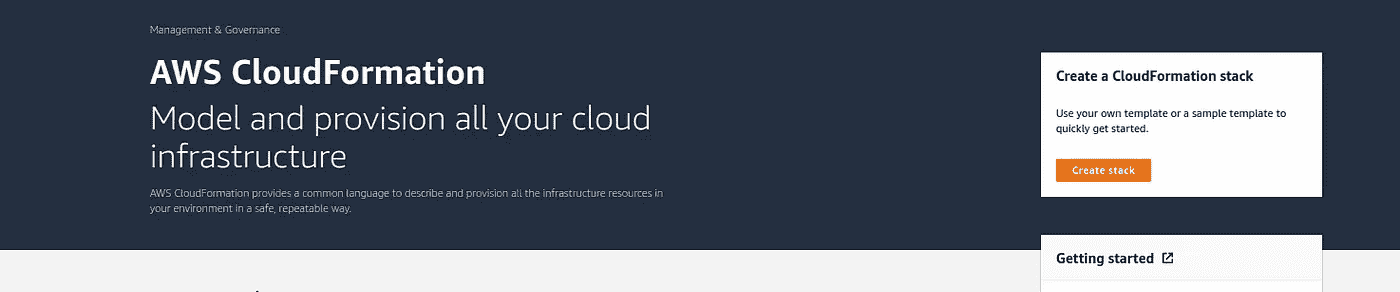 Management & Governance
AWS CloudFormation
Model and provision all your cloud
infrastructure
AWS CloudFormation provides a common language to describe and provision all the infrastructure resources in
your environment in a safe, repeatable way.
Create a CloudFormation stack
Use your own template or a sample template to
quickly get started.
Create stack
Getting started